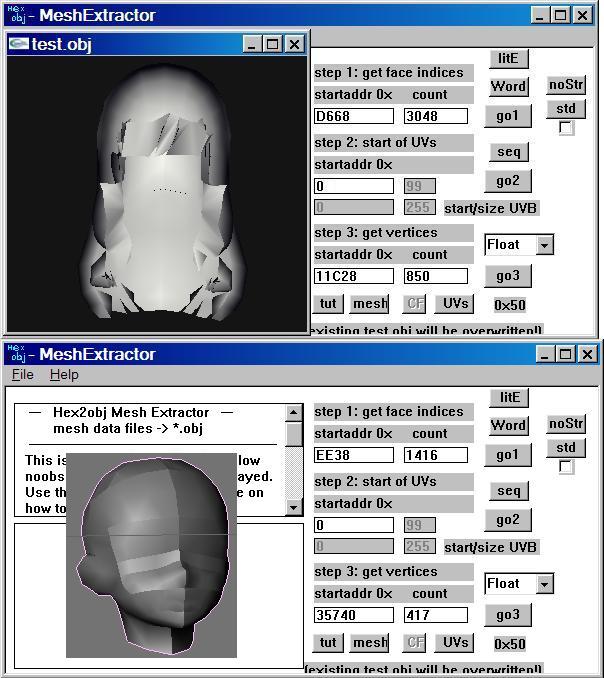 Hex
obj - MeshExtractor
test.obj
litE
step 1: get face indices
Word
noStr
startaddr 0x count
std
D668 3048
go1
step 2: start of UVs
seq
startaddr 0x
go2
0 99
0 255 start/size UVB
step 3: get vertices
Float
startaddr 0x count
11C28 850
go3
tut mesh CF UVs 0x50
(existing test.obj will be overwritten!)
Hex
obj - MeshExtractor
File Help
litE
— Hex2obj Mesh Extractor —
mesh data files -> *.obj
This is low
noobs ayed.
Use th e on
how to
step 1: get face indices
Word
noStr
startaddr 0x count
std
EE38 1416
go1
step 2: start of UVs
seq
startaddr 0x
go2
0 99
0 255 start/size UVB
step 3: get vertices
Float
startaddr 0x count
35740 417
go3
tut mesh CF UVs 0x50
(existing test.obj will be overwritten!)